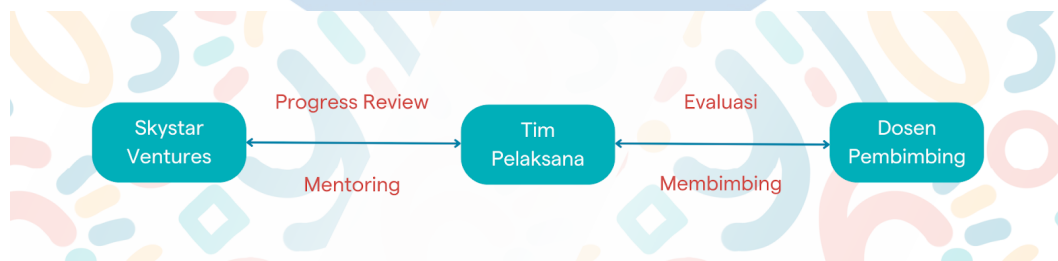 Skystar
Ventures
Progress Review
Mentoring
Tim
Pelaksana
Evaluasi
Membimbing
Dosen
Pembimbing